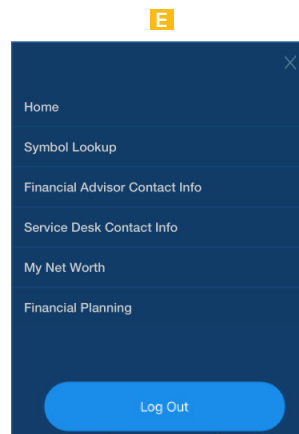 E
Home
Symbol Lookup
Financial Advisor Contact Info
Service Desk Contact Info
My Net Worth
Financial Planning
Log Out